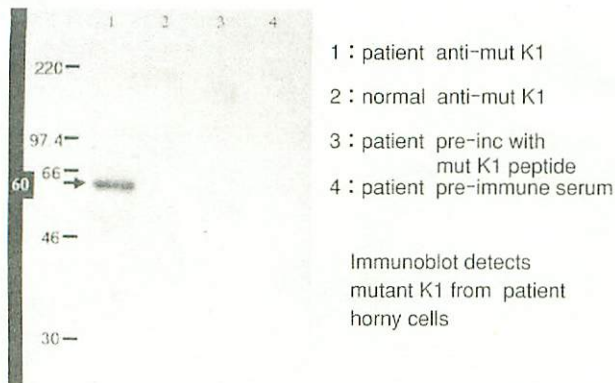 1 2 3 4
220
97.4
66
60
46
30
1 : patient anti-mut K1
2 : normal anti-mut K1
3 : patient pre-inc with
mut K1 peptide
4 : patient pre-immune serum
Immunoblot detects
mutant K1 from patient
horny cells